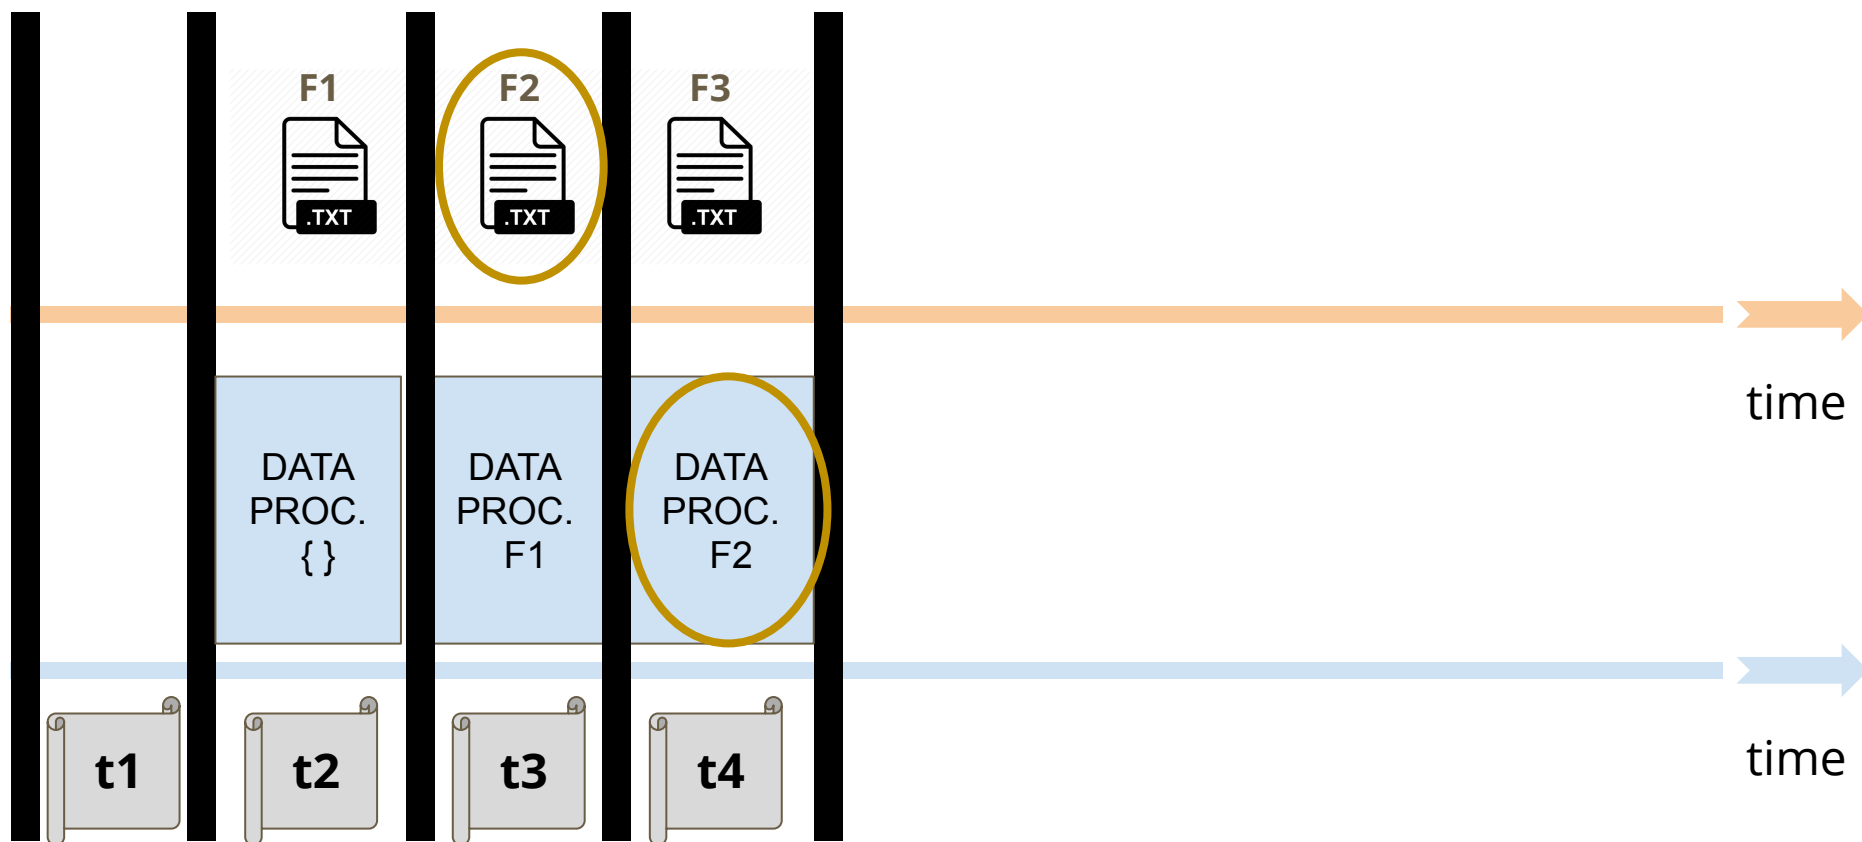 F1
F2
F3
.TXT
.TXT
.TXT
time
DATA
PROC.
{ }
DATA
PROC.
F1
DATA
PROC.
F2
t1
t2
t3
t4
time